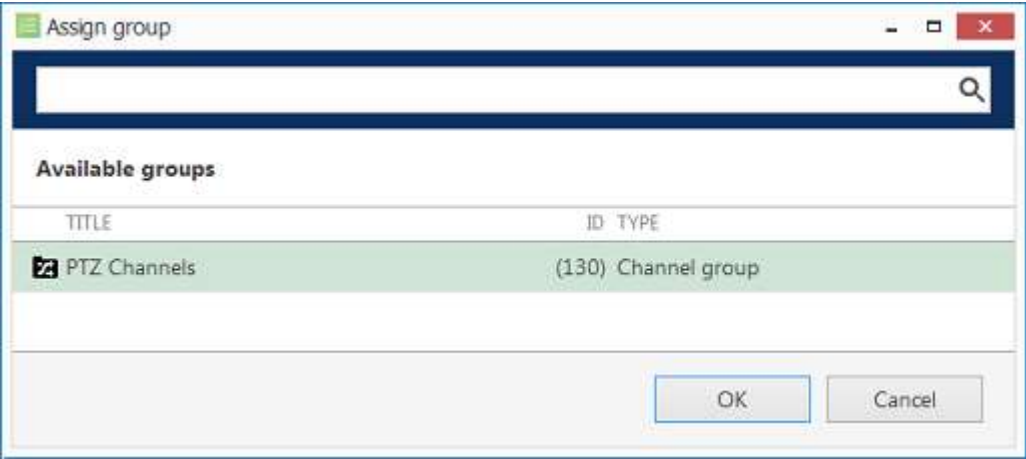 Assign group
Available groups
TITLE ID TYPE
PTZ Channels (130) Channel group
OK Cancel